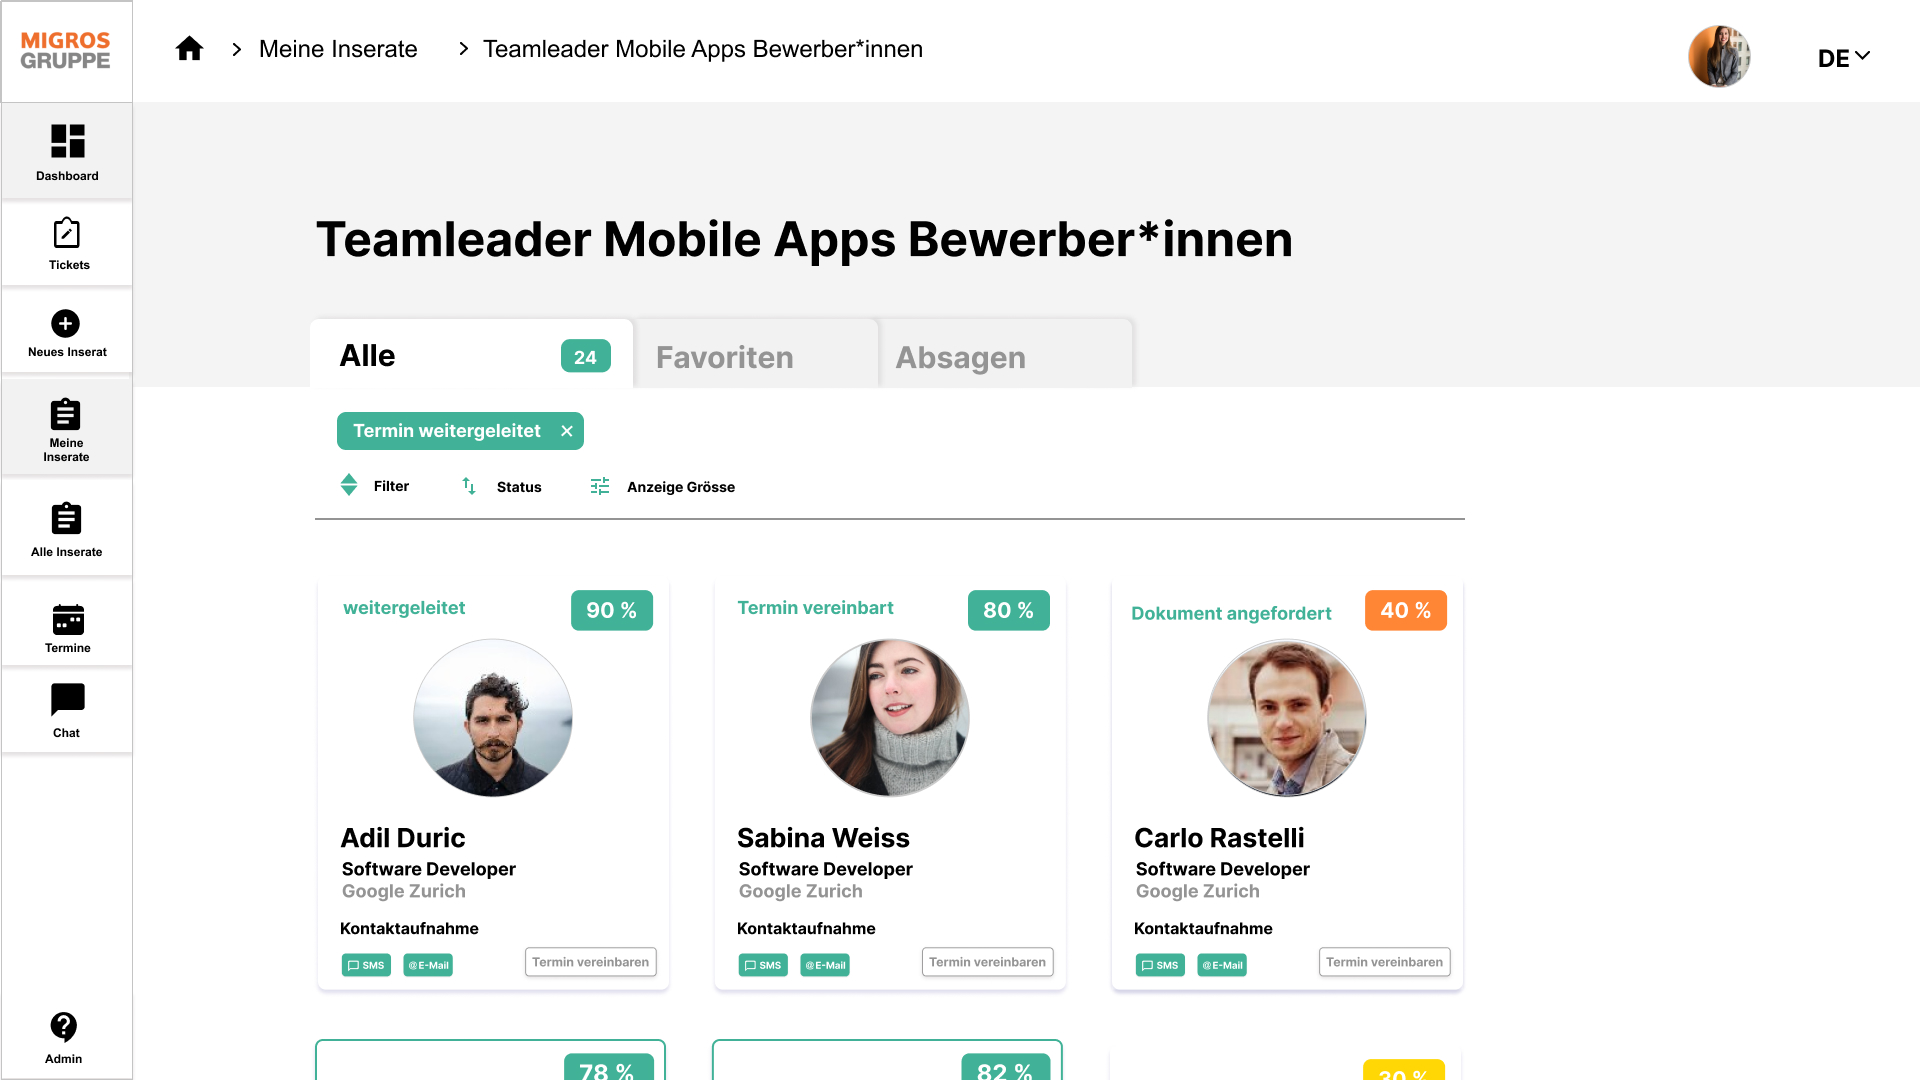 MIGROS
GRUPPE
Meine Inserate
Teamleader Mobile Apps Bewerber*innen
DE
Dashboard
Tickets
Neues Inserat
Meine
Inserate
Alle Inserate
Termine
Chat
Admin
Teamleader Mobile Apps Bewerber*innen
Alle
24
Favoriten
Absagen
Termin weitergeleitet
Filter
Status
Anzeige Grösse
weitergeleitet
90 %
Adil Duric
Software Developer
Google Zurich
Kontaktaufnahme
SMS
@ E-Mail
Termin vereinbaren
Termin vereinbart
80 %
Sabina Weiss
Software Developer
Google Zurich
Kontaktaufnahme
SMS
@ E-Mail
Termin vereinbaren
Dokument angefordert
40 %
Carlo Rastelli
Software Developer
Google Zurich
Kontaktaufnahme
SMS
@ E-Mail
Termin vereinbaren
78 %
82 %
30 %